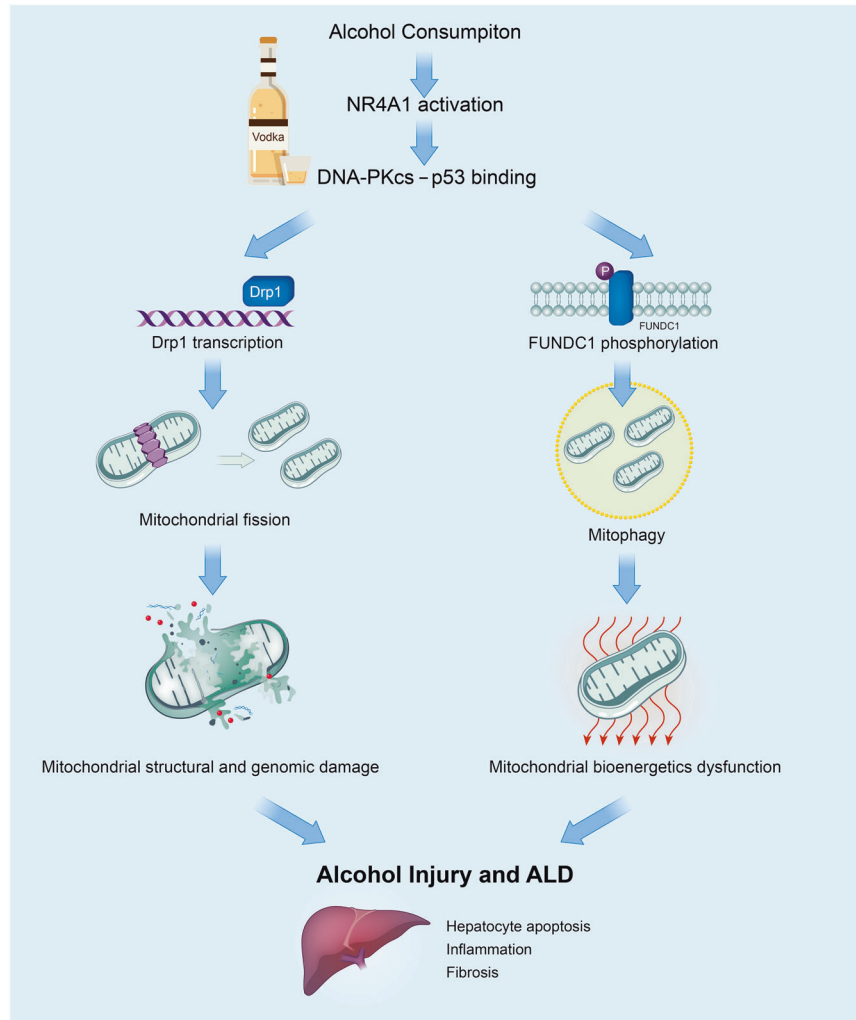 Alcohol Consumpiton
NR4A1 activation
Vodka
DNA-PKcs – p53 binding
Drp1
Drp1 transcription
P
FUNDC1
FUNDC1 phosphorylation
Mitochondrial fission
Mitophagy
Mitochondrial structural and genomic damage
Mitochondrial bioenergetics dysfunction
Alcohol Injury and ALD
Hepatocyte apoptosis
Inflammation
Fibrosis